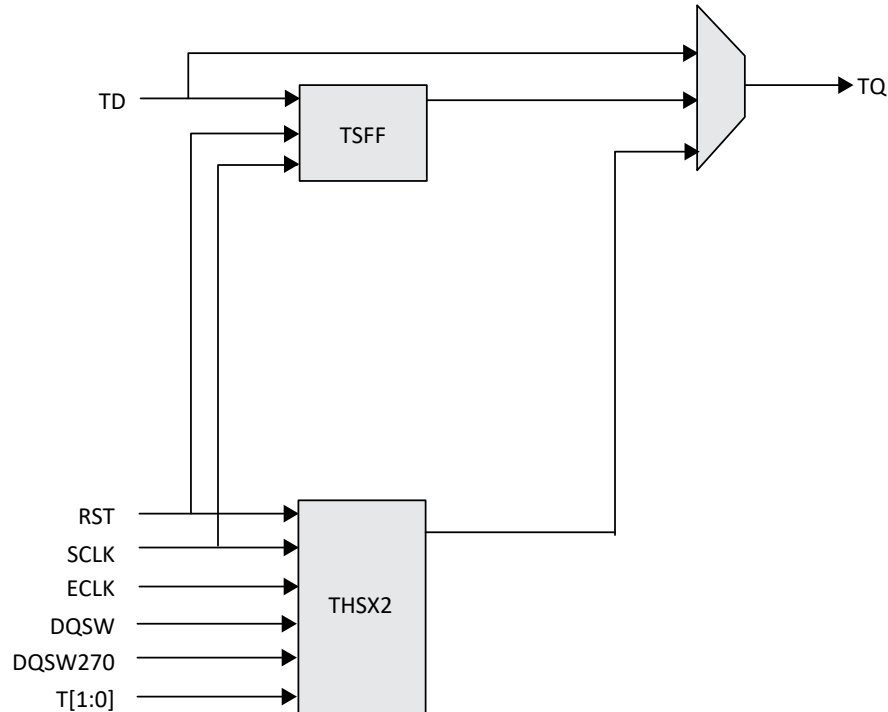 TD
TSFF
TQ
RST
SCLK
ECLK
DQSW
DQSW270
T[1:0]
THSX2